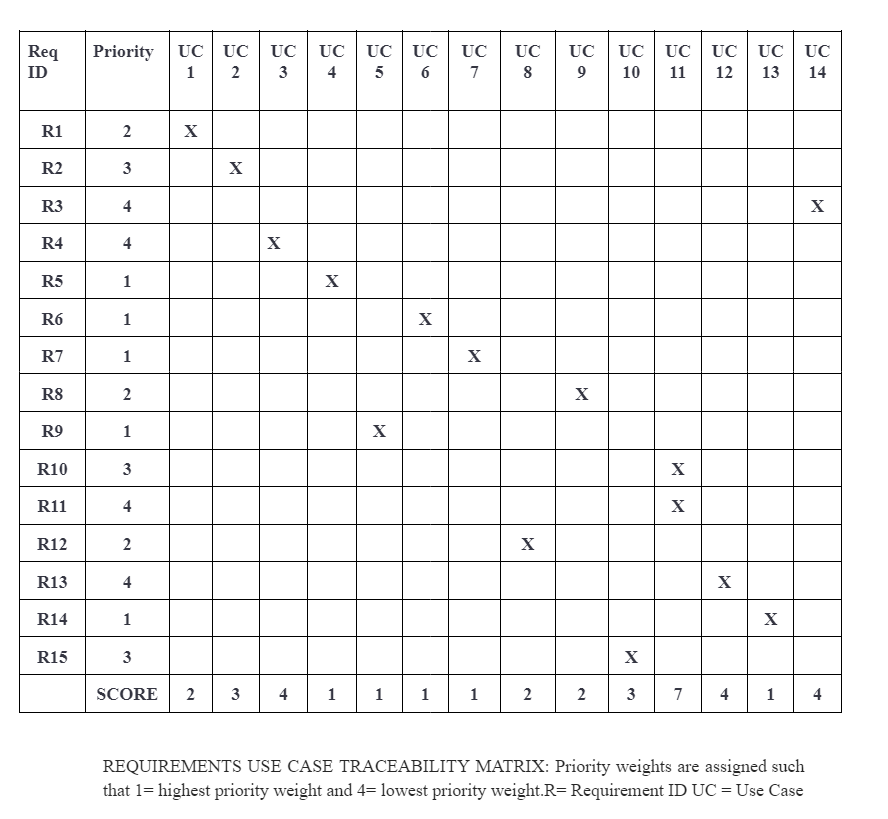 Req ID Priority UC 1 UC 2 UC 3 UC 4 UC 5 UC 6 UC 7 UC 8 UC 9 UC 10 UC 11 UC 12 UC 13 UC 14
R1 2 X
R2 3 X
R3 4 X
R4 4 X
R5 1 X
R6 1 X
R7 1 X
R8 2 X
R9 1 X
R10 3 X
R11 4 X
R12 2 X
R13 4 X
R14 1 X
R15 3 X
SCORE 2 3 4 1 1 1 1 2 2 3 7 4 1 4
REQUIREMENTS USE CASE TRACEABILITY MATRIX: Priority weights are assigned such
that 1= highest priority weight and 4= lowest priority weight.R= Requirement ID UC = Use Case